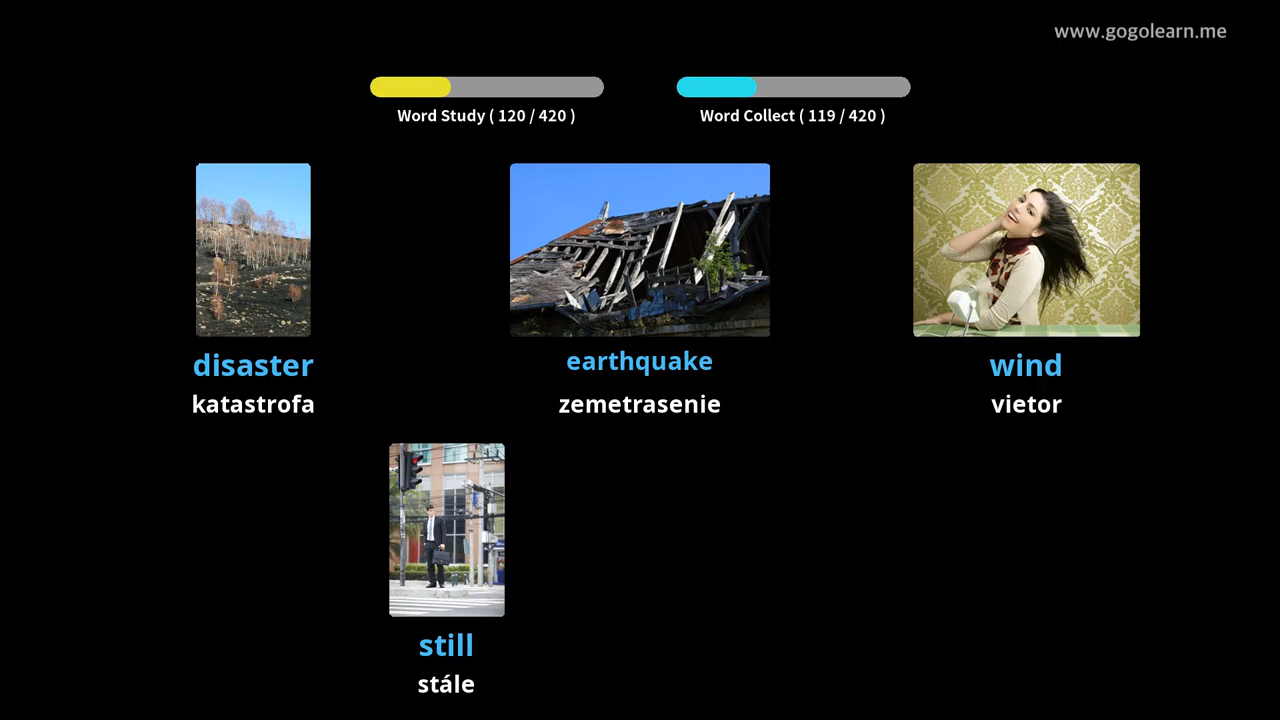 www.gogolearn.me
Word Study ( 120 / 420 )
Word Collect ( 119 / 420 )
disaster
katastrofa
earthquake
zemetrasenie
wind
vietor
still
stále